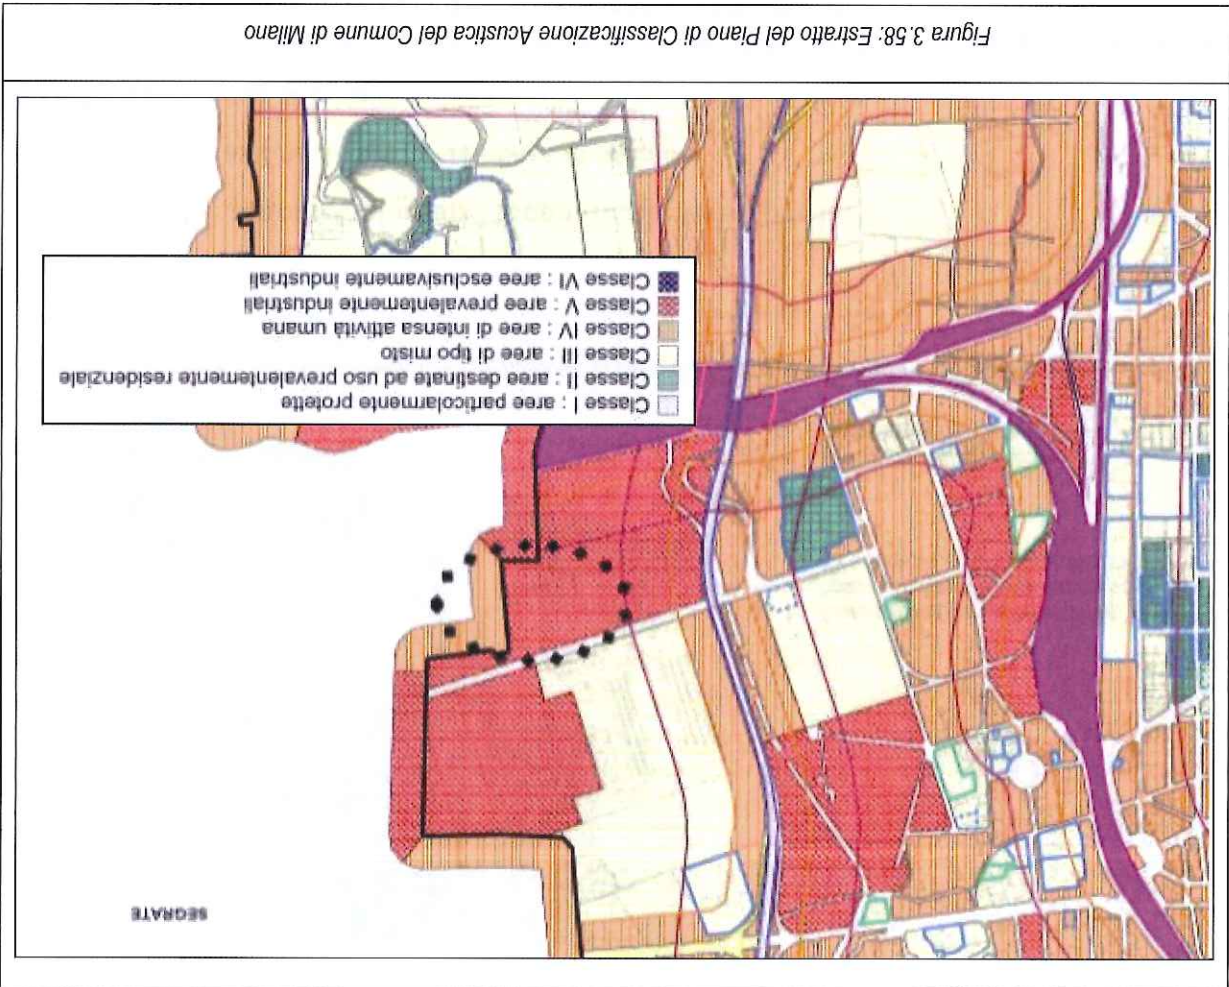 SEGRATE
Classe I : aree particolarmente protette
Classe II : aree destinate ad uso prevalentemente residenziale
Classe III : aree di tipo misto
Classe IV : aree di intensa attività umana
Classe V : aree prevalentemente industriali
Classe VI : aree esclusivamente industriali
Figura 3.58: Estratto del Piano di Classificazione Acustica del Comune di Milano